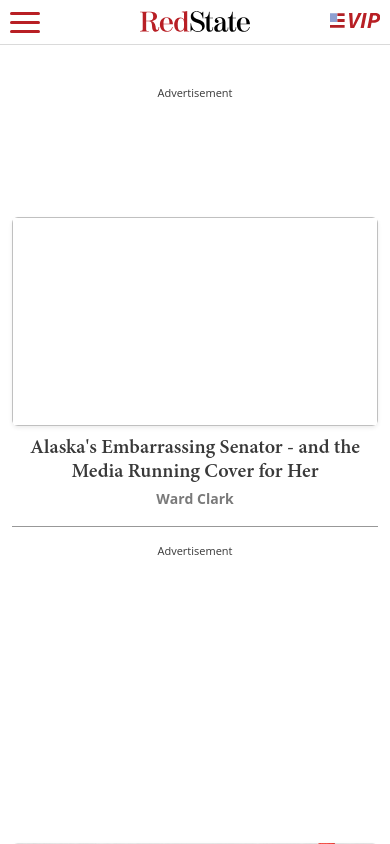 RedState
VIP
Advertisement
Alaska's Embarrassing Senator - and the
Media Running Cover for Her
Ward Clark
Advertisement